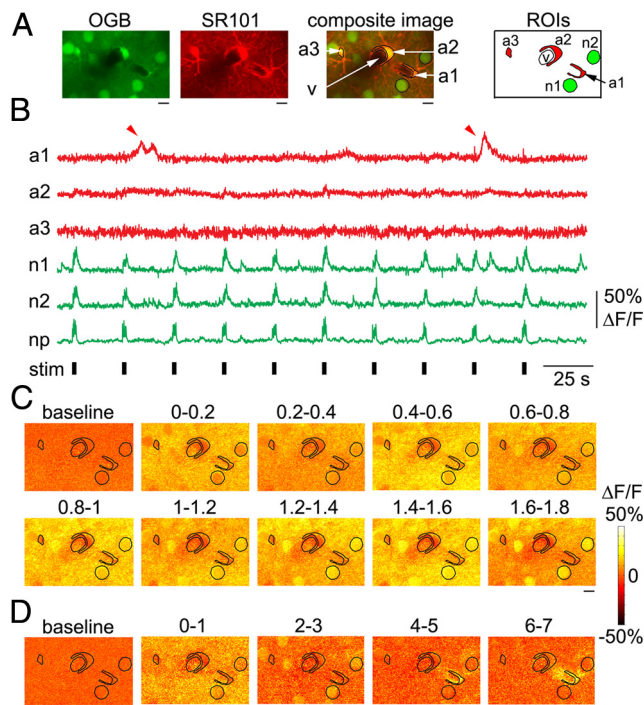 A
OGB SR101 composite image ROIs
a3 a2 a3 a2 n2
v
v a1 n1 a1
B
a1
a2
a3
n1
n2
np
50%
ΔF/F
stim
25 s
C
baseline 0-0.2 0.2-0.4 0.4-0.6 0.6-0.8
0.8-1 1-1.2 1.2-1.4 1.4-1.6 1.6-1.8
ΔF/F
50%
0
-50%
D
baseline 0-1 2-3 4-5 6-7